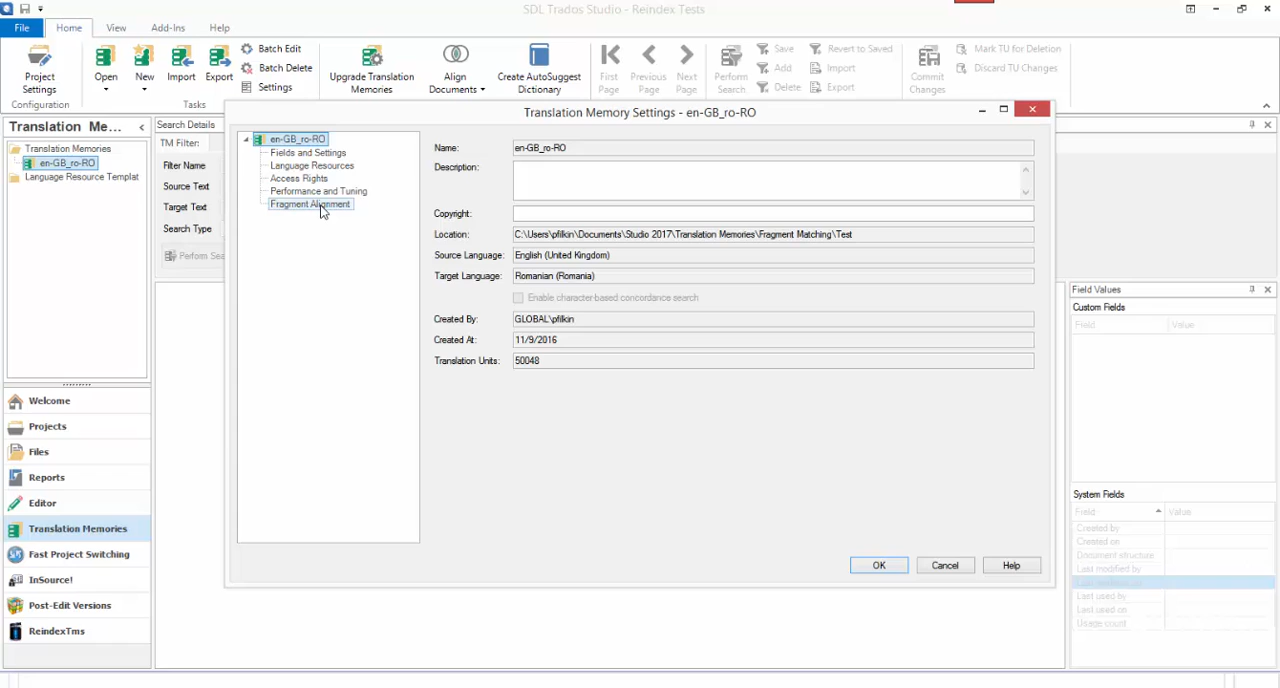 SDL Trados Studio - Reindex Tests
File
Home
View
Add-Ins
Help
Project Settings
Configuration
Open
New
Import
Export
Batch Edit
Batch Delete
Settings
Tasks
Upgrade Translation Memories
Align Documents
Create AutoSuggest Dictionary
First Page
Previous Page
Next Page
Perform Search
Save
Add
Delete
Revert to Saved
Import
Export
Commit Changes
Mark TU for Deletion
Discard TU Changes
Translation Me...
Translation Memories
en-GB_ro-RO
Language Resource Templat
Search Details
TM Filter:
Filter Name
Source Text
Target Text
Search Type
Perform Sea
Translation Memory Settings - en-GB_ro-RO
en-GB_ro-RO
Fields and Settings
Language Resources
Access Rights
Performance and Tuning
Fragment Alignment
Name: en-GB_ro-RO
Description:
Copyright:
Location: C:\Users\pfilkin\Documents\Studio 2017\Translation Memories\Fragment Matching\Test
Source Language: English (United Kingdom)
Target Language: Romanian (Romania)
Enable character-based concordance search
Created By: GLOBAL\pfilkin
Created At: 11/9/2016
Translation Units: 50048
OK
Cancel
Help
Welcome
Projects
Files
Reports
Editor
Translation Memories
Fast Project Switching
InSource!
Post-Edit Versions
ReindexTms
Field Values
Custom Fields
Field Value
System Fields
Field Value
Created by
Created on
Document structure
Last modified by
Last used by
Last used on
Usage count